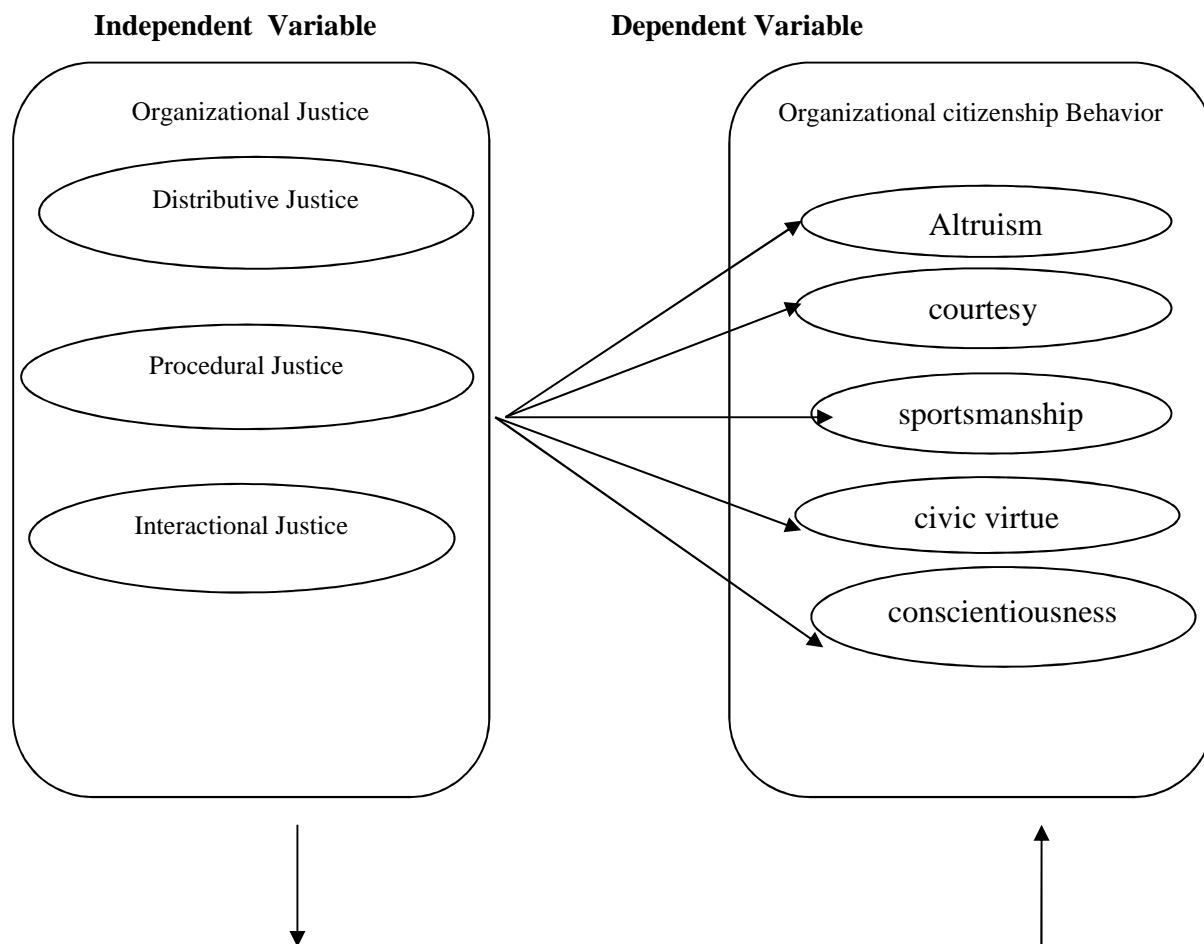 Independent Variable
Dependent Variable
Organizational Justice
Distributive Justice
Procedural Justice
Interactional Justice
Organizational citizenship Behavior
Altruism
courtesy
sportsmanship
civic virtue
conscientiousness